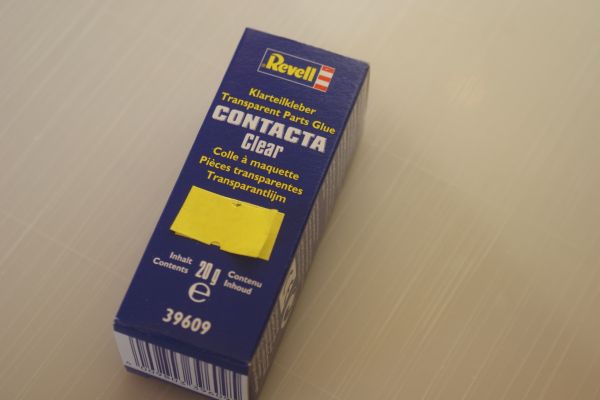 Revell
Klarteilkleber
Transparent Parts Glue
CONTACTA
Clear
Colle à maquette
Pièces transparentes
Transparantlijm
Inhalt
Contents
20 g
Contenu
Inhoud
e
39609